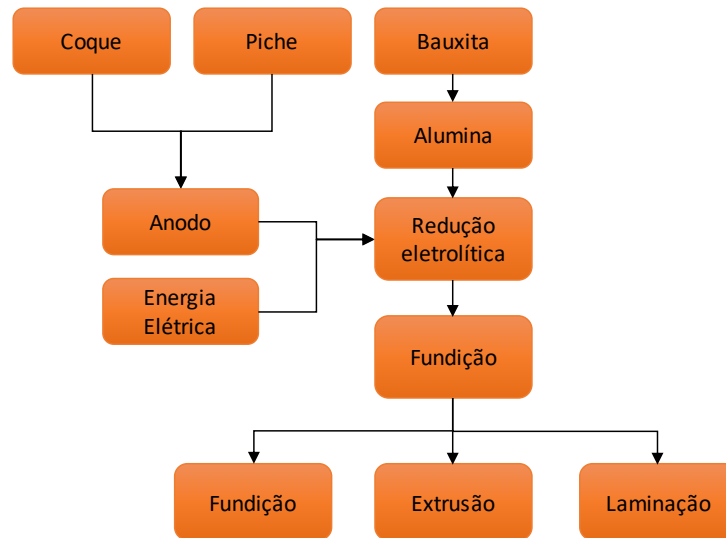 Coque
Piche
Bauxita
Alumina
Anodo
Redução
eletrolítica
Energia
Elétrica
Fundição
Fundição
Extrusão
Laminação